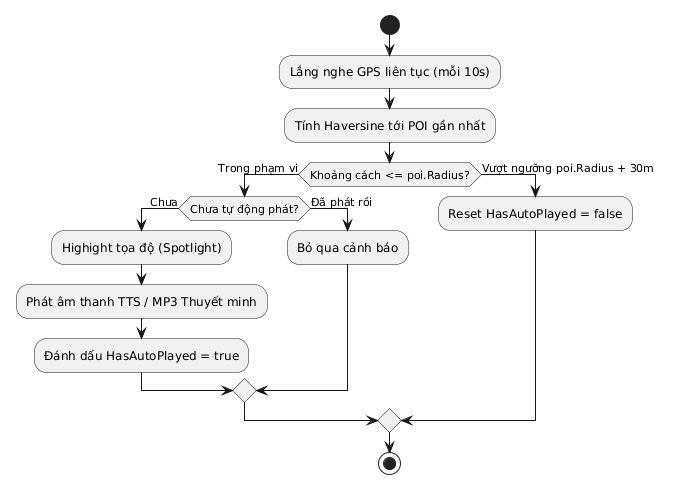 Lắng nghe GPS liên tục (mỗi 10s)
Tính Haversine tới POI gần nhất
Trong phạm vi
Khoảng cách <= poi.Radius?
Vượt ngưỡng poi.Radius + 30m
Chưa
Chưa tự động phát?
Đã phát rồi
Reset HasAutoPlayed = false
Highight tọa độ (Spotlight)
Bỏ qua cảnh báo
Phát âm thanh TTS / MP3 Thuyết minh
Đánh dấu HasAutoPlayed = true